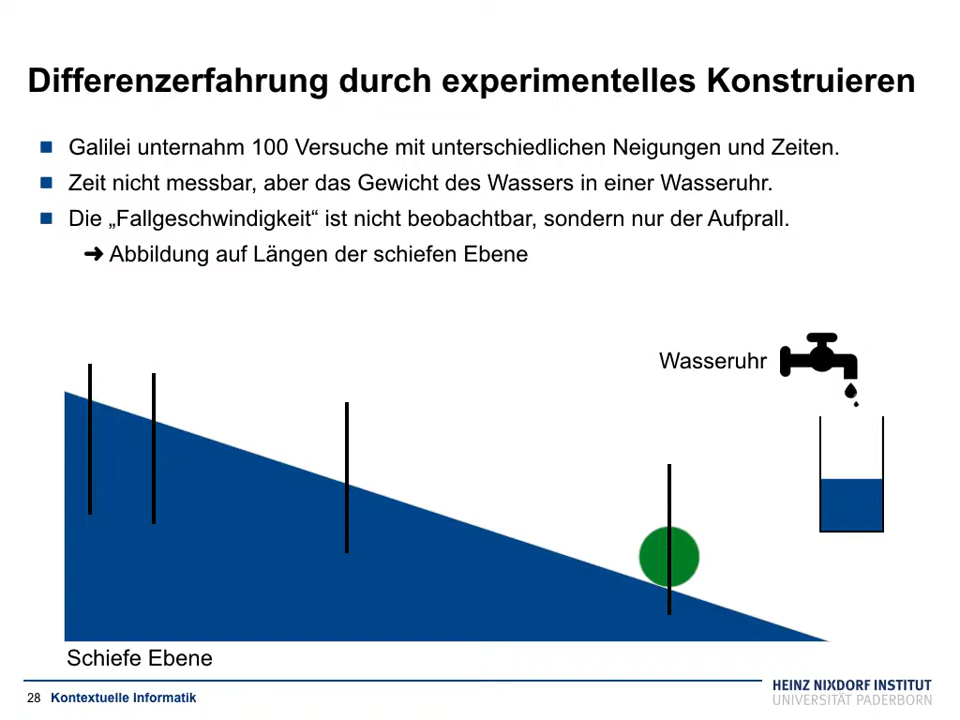 Differenzerfahrung durch experimentelles Konstruieren
Galilei unternahm 100 Versuche mit unterschiedlichen Neigungen und Zeiten.
Zeit nicht messbar, aber das Gewicht des Wassers in einer Wasseruhr.
Die „Fallgeschwindigkeit“ ist nicht beobachtbar, sondern nur der Aufprall.
➜ Abbildung auf Längen der schiefen Ebene
Wasseruhr
Schiefe Ebene
28 Kontextuelle Informatik
HEINZ NIXDORF INSTITUT
UNIVERSITÄT PADERBORN